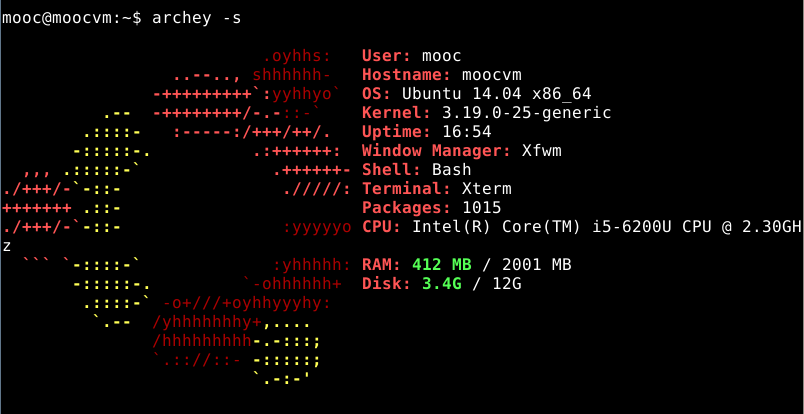 mooc@moocvm:~$ archey -s
                          .oyhhs:   User: mooc
                 ..--.., shhhhhh-   Hostname: moocvm
               -+++++++++`:yyhhyo`  OS: Ubuntu 14.04 x86_64
          .--  -++++++++/-.-::-`    Kernel: 3.19.0-25-generic
        .::::-   :-----:/+++/++/.   Uptime: 16:54
       -:::::-.          .:++++++:  Window Manager: Xfwm
  ,,, .:::::-`             .++++++- Shell: Bash
./+++/-`-::-                ./////: Terminal: Xterm
+++++++ .::-                        Packages: 1015
./+++/-`-::-                :yyyyyo CPU: Intel(R) Core(TM) i5-6200U CPU @ 2.30GH
z
  ``` `-::::-`             :yhhhhh: RAM: 412 MB / 2001 MB
       -:::::-.         `-ohhhhhh+  Disk: 3.4G / 12G
        .::::-` -o+///+oyhhyyyhy:
         `.--  /yhhhhhhhy+,....
               /hhhhhhhhh-.-:::;
               `.:://::- -:::::;
                         `.-:-'